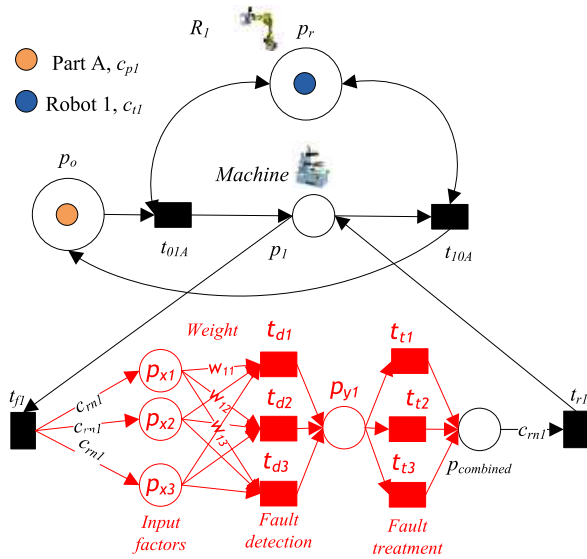 R1
pr
Part A, cp1
Robot 1, ct1
po
Machine
t01A
p1
t10A
Weight
td1
tt1
px1
w11
tf1
crn1
w12
py1
tr1
px2
crn1
td2
tt2
crn1
w13
crn1
pcombined
px3
td3
tt3
Input
factors
Fault
detection
Fault
treatment